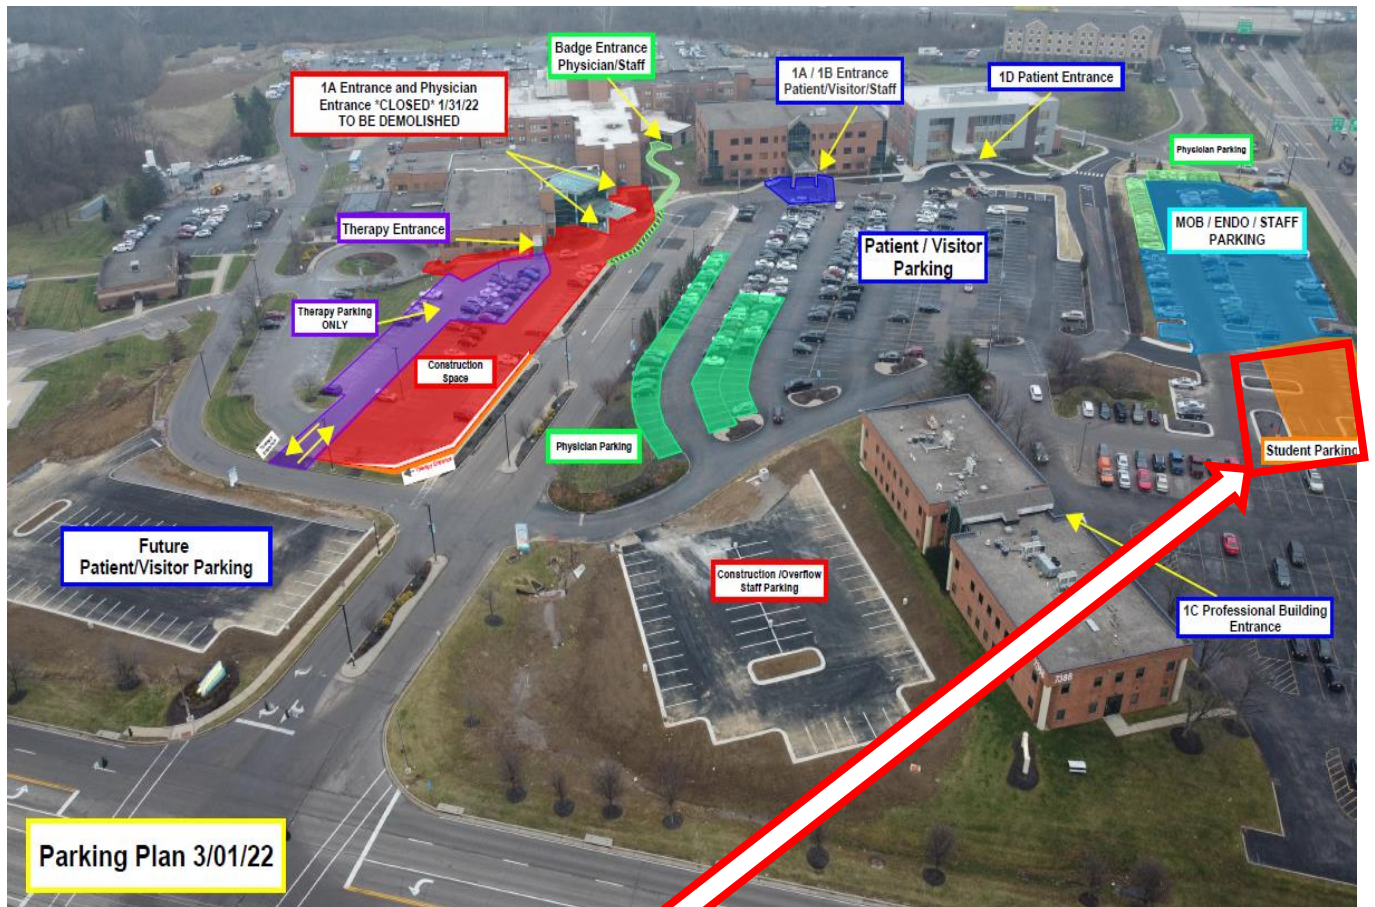 Badge Entrance
Physician/Staff
1A / 1B Entrance
Patient/Visitor/Staff
1D Patient Entrance
1A Entrance and Physician
Entrance *CLOSED* 1/31/22
TO BE DEMOLISHED
Physician Parking
Therapy Entrance
MOB / ENDO / STAFF
PARKING
Patient / Visitor
Parking
Therapy Parking
ONLY
Construction
Space
Physician Parking
Student Parking
Therapy Entrance
Future
Patient/Visitor Parking
Construction /Overflow
Staff Parking
1C Professional Building
Entrance
7388
Parking Plan 3/01/22